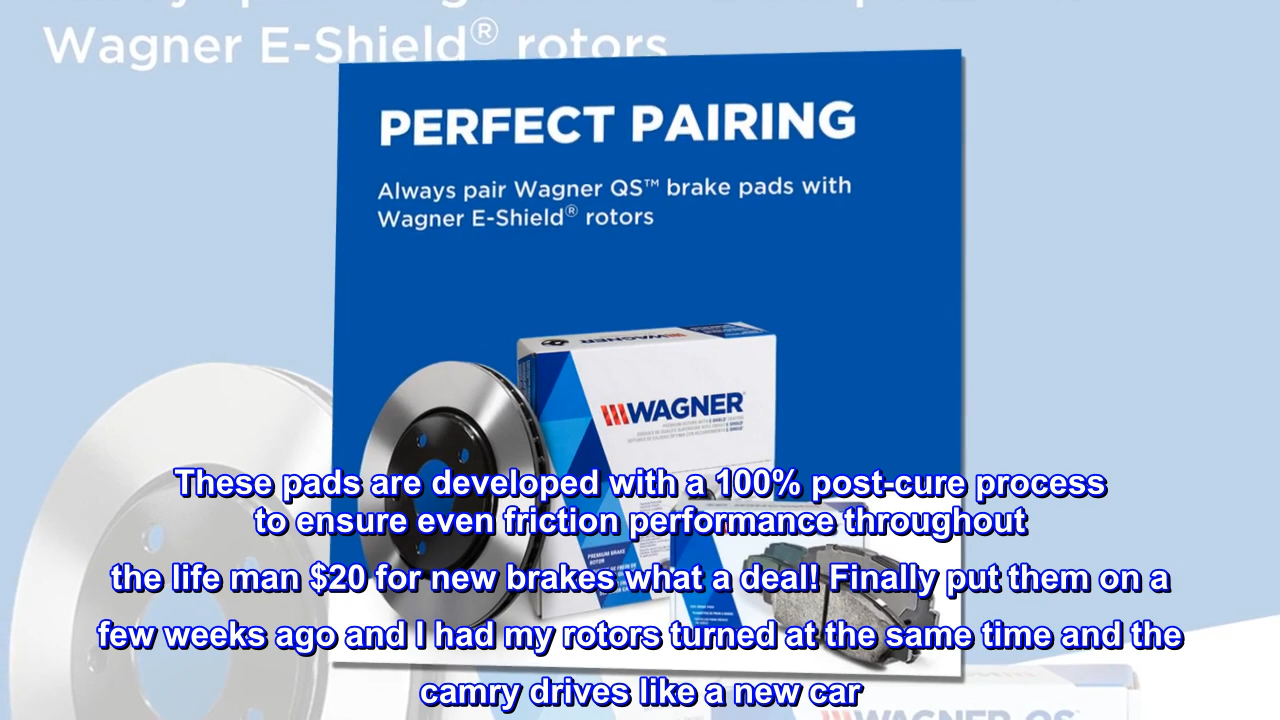 Wagner E-Shield® rotors
PERFECT PAIRING
Always pair Wagner QS™ brake pads with
Wagner E-Shield® rotors
WAGNER
WAGNER
PREMIUM BRAKE
ROTOR
These pads are developed with a 100% post-cure process
to ensure even friction performance throughout
the life man $20 for new brakes what a deal! Finally put them on a
few weeks ago and I had my rotors turned at the same time and the
camry drives like a new car
WAGNER QS